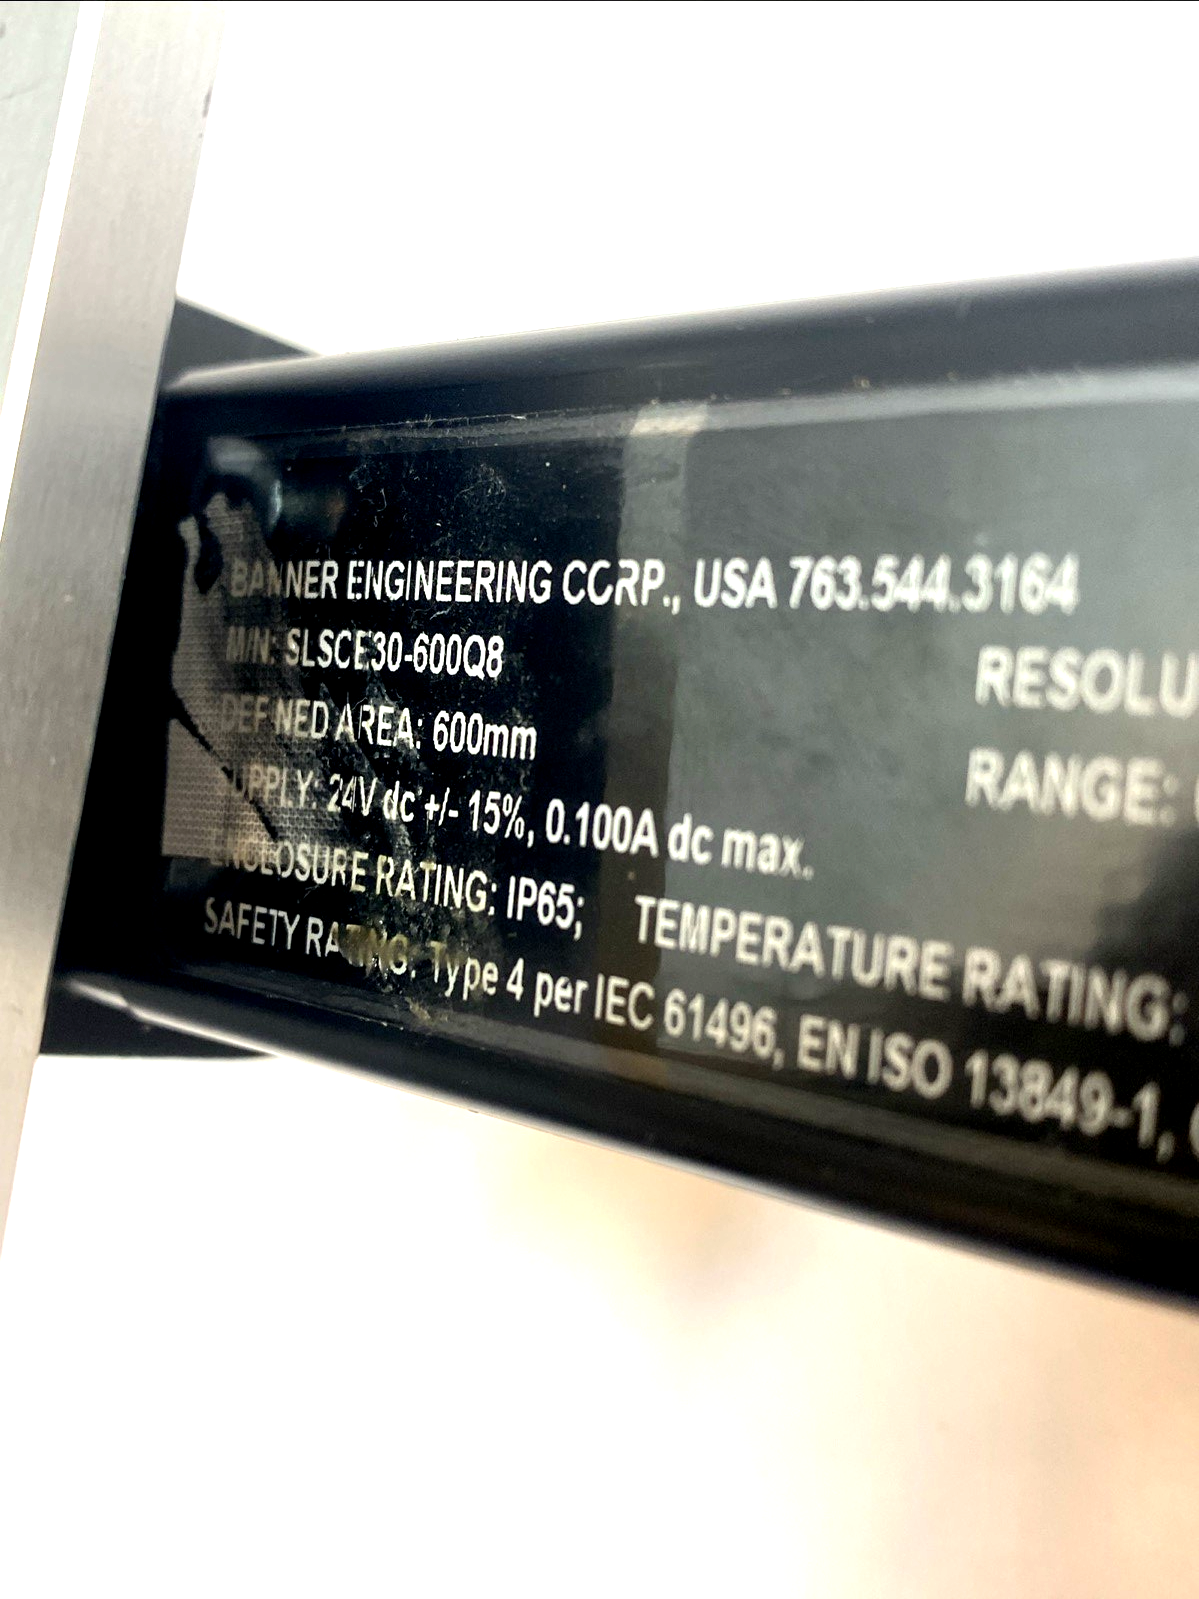 BANNER ENGINEERING CORP., USA 763.544.3164
M/N: SLSCE30-600Q8
RESOLU
DEFINED AREA: 600mm
RANGE:
SUPPLY: 24V dc +/- 15%, 0.100A dc max.
ENCLOSURE RATING: IP65; TEMPERATURE RATING:
SAFETY RATING: Type 4 per IEC 61496, EN ISO 13849-1,